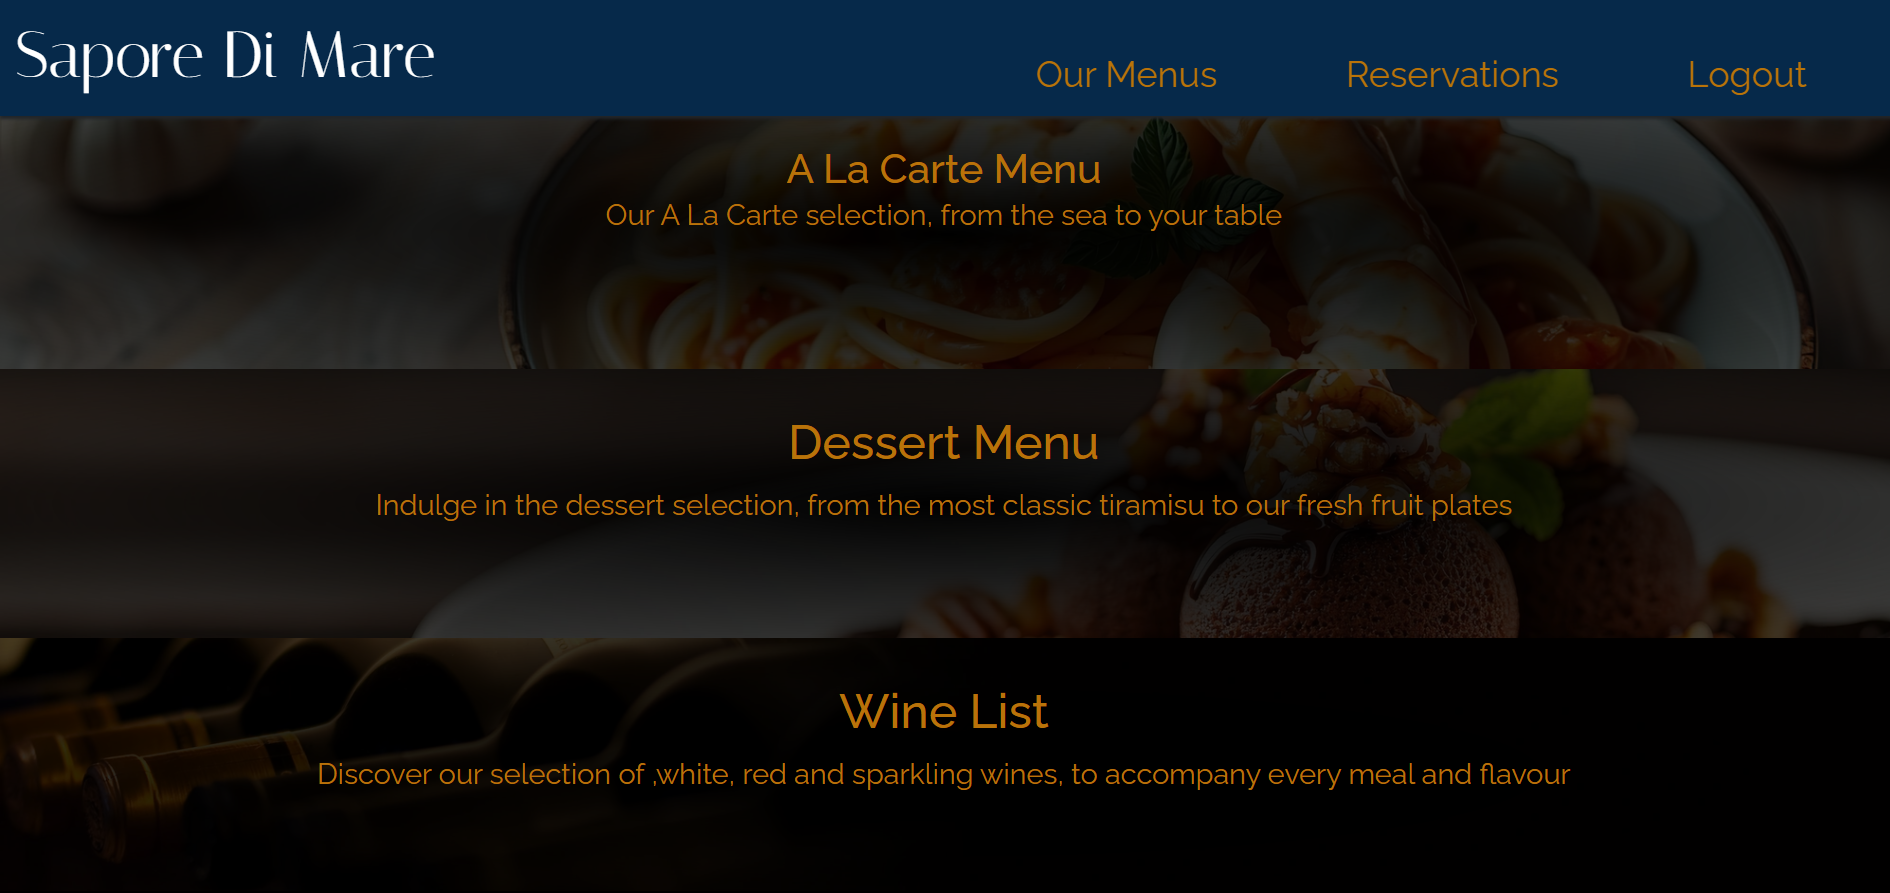 Sapore Di Mare
Our Menus Reservations Logout
A La Carte Menu
Our A La Carte selection, from the sea to your table
Dessert Menu
Indulge in the dessert selection, from the most classic tiramisu to our fresh fruit plates
Wine List
Discover our selection of ,white, red and sparkling wines, to accompany every meal and flavour